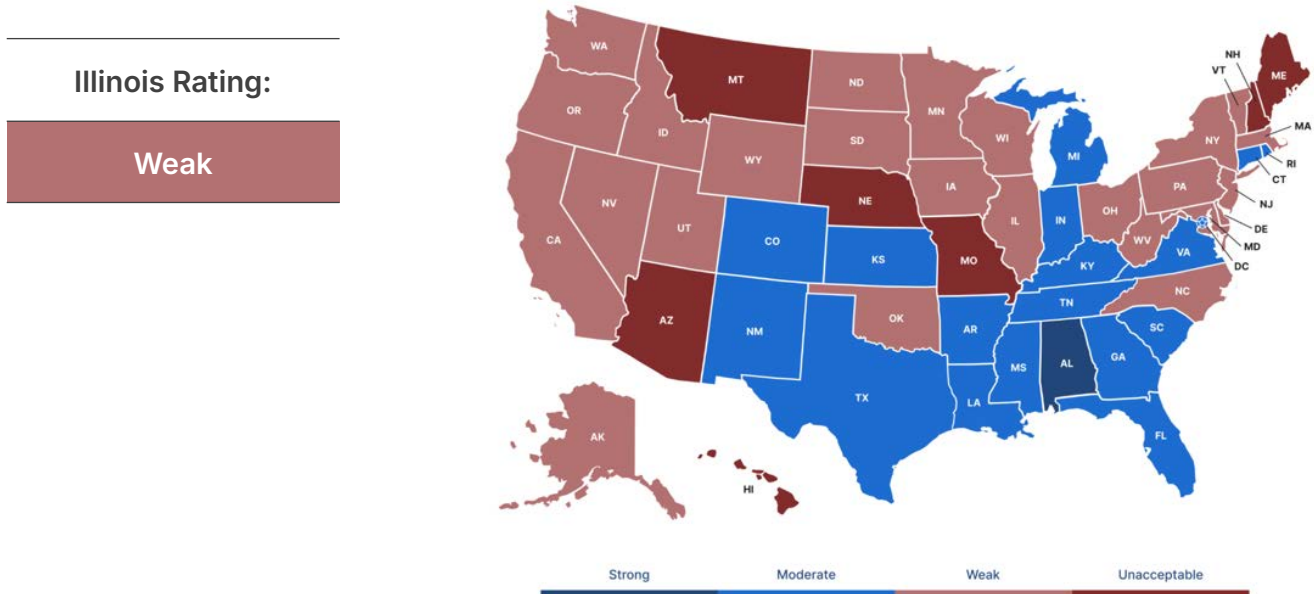 Illinois Rating:
Weak
WA
MT
ND
MN
OR
ID
WY
SD
WI
MI
NY
VT
NH
ME
MA
RI
CT
NJ
DE
MD
DC
PA
OH
IN
IL
IA
NE
NV
UT
CA
CO
KS
MO
KY
WV
VA
NC
TN
SC
AZ
NM
OK
AR
TX
LA
MS
AL
GA
FL
AK
HI
Strong Moderate Weak Unacceptable